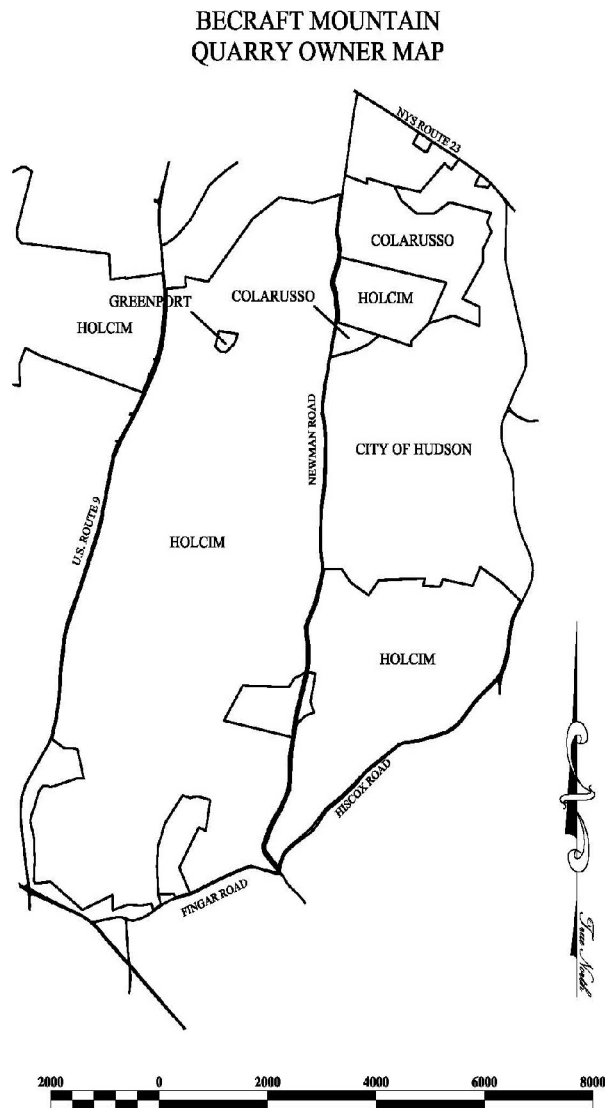 BECRAFT MOUNTAIN
QUARRY OWNER MAP
NYS ROUTE 23
COLARUSSO
GREENPORT
COLARUSSO
HOLCIM
HOLCIM
NEWMAN ROAD
CITY OF HUDSON
U.S. ROUTE 9
HOLCIM
HOLCIM
HISCOX ROAD
FINGAR ROAD
True North
2000 0 2000 4000 6000 8000